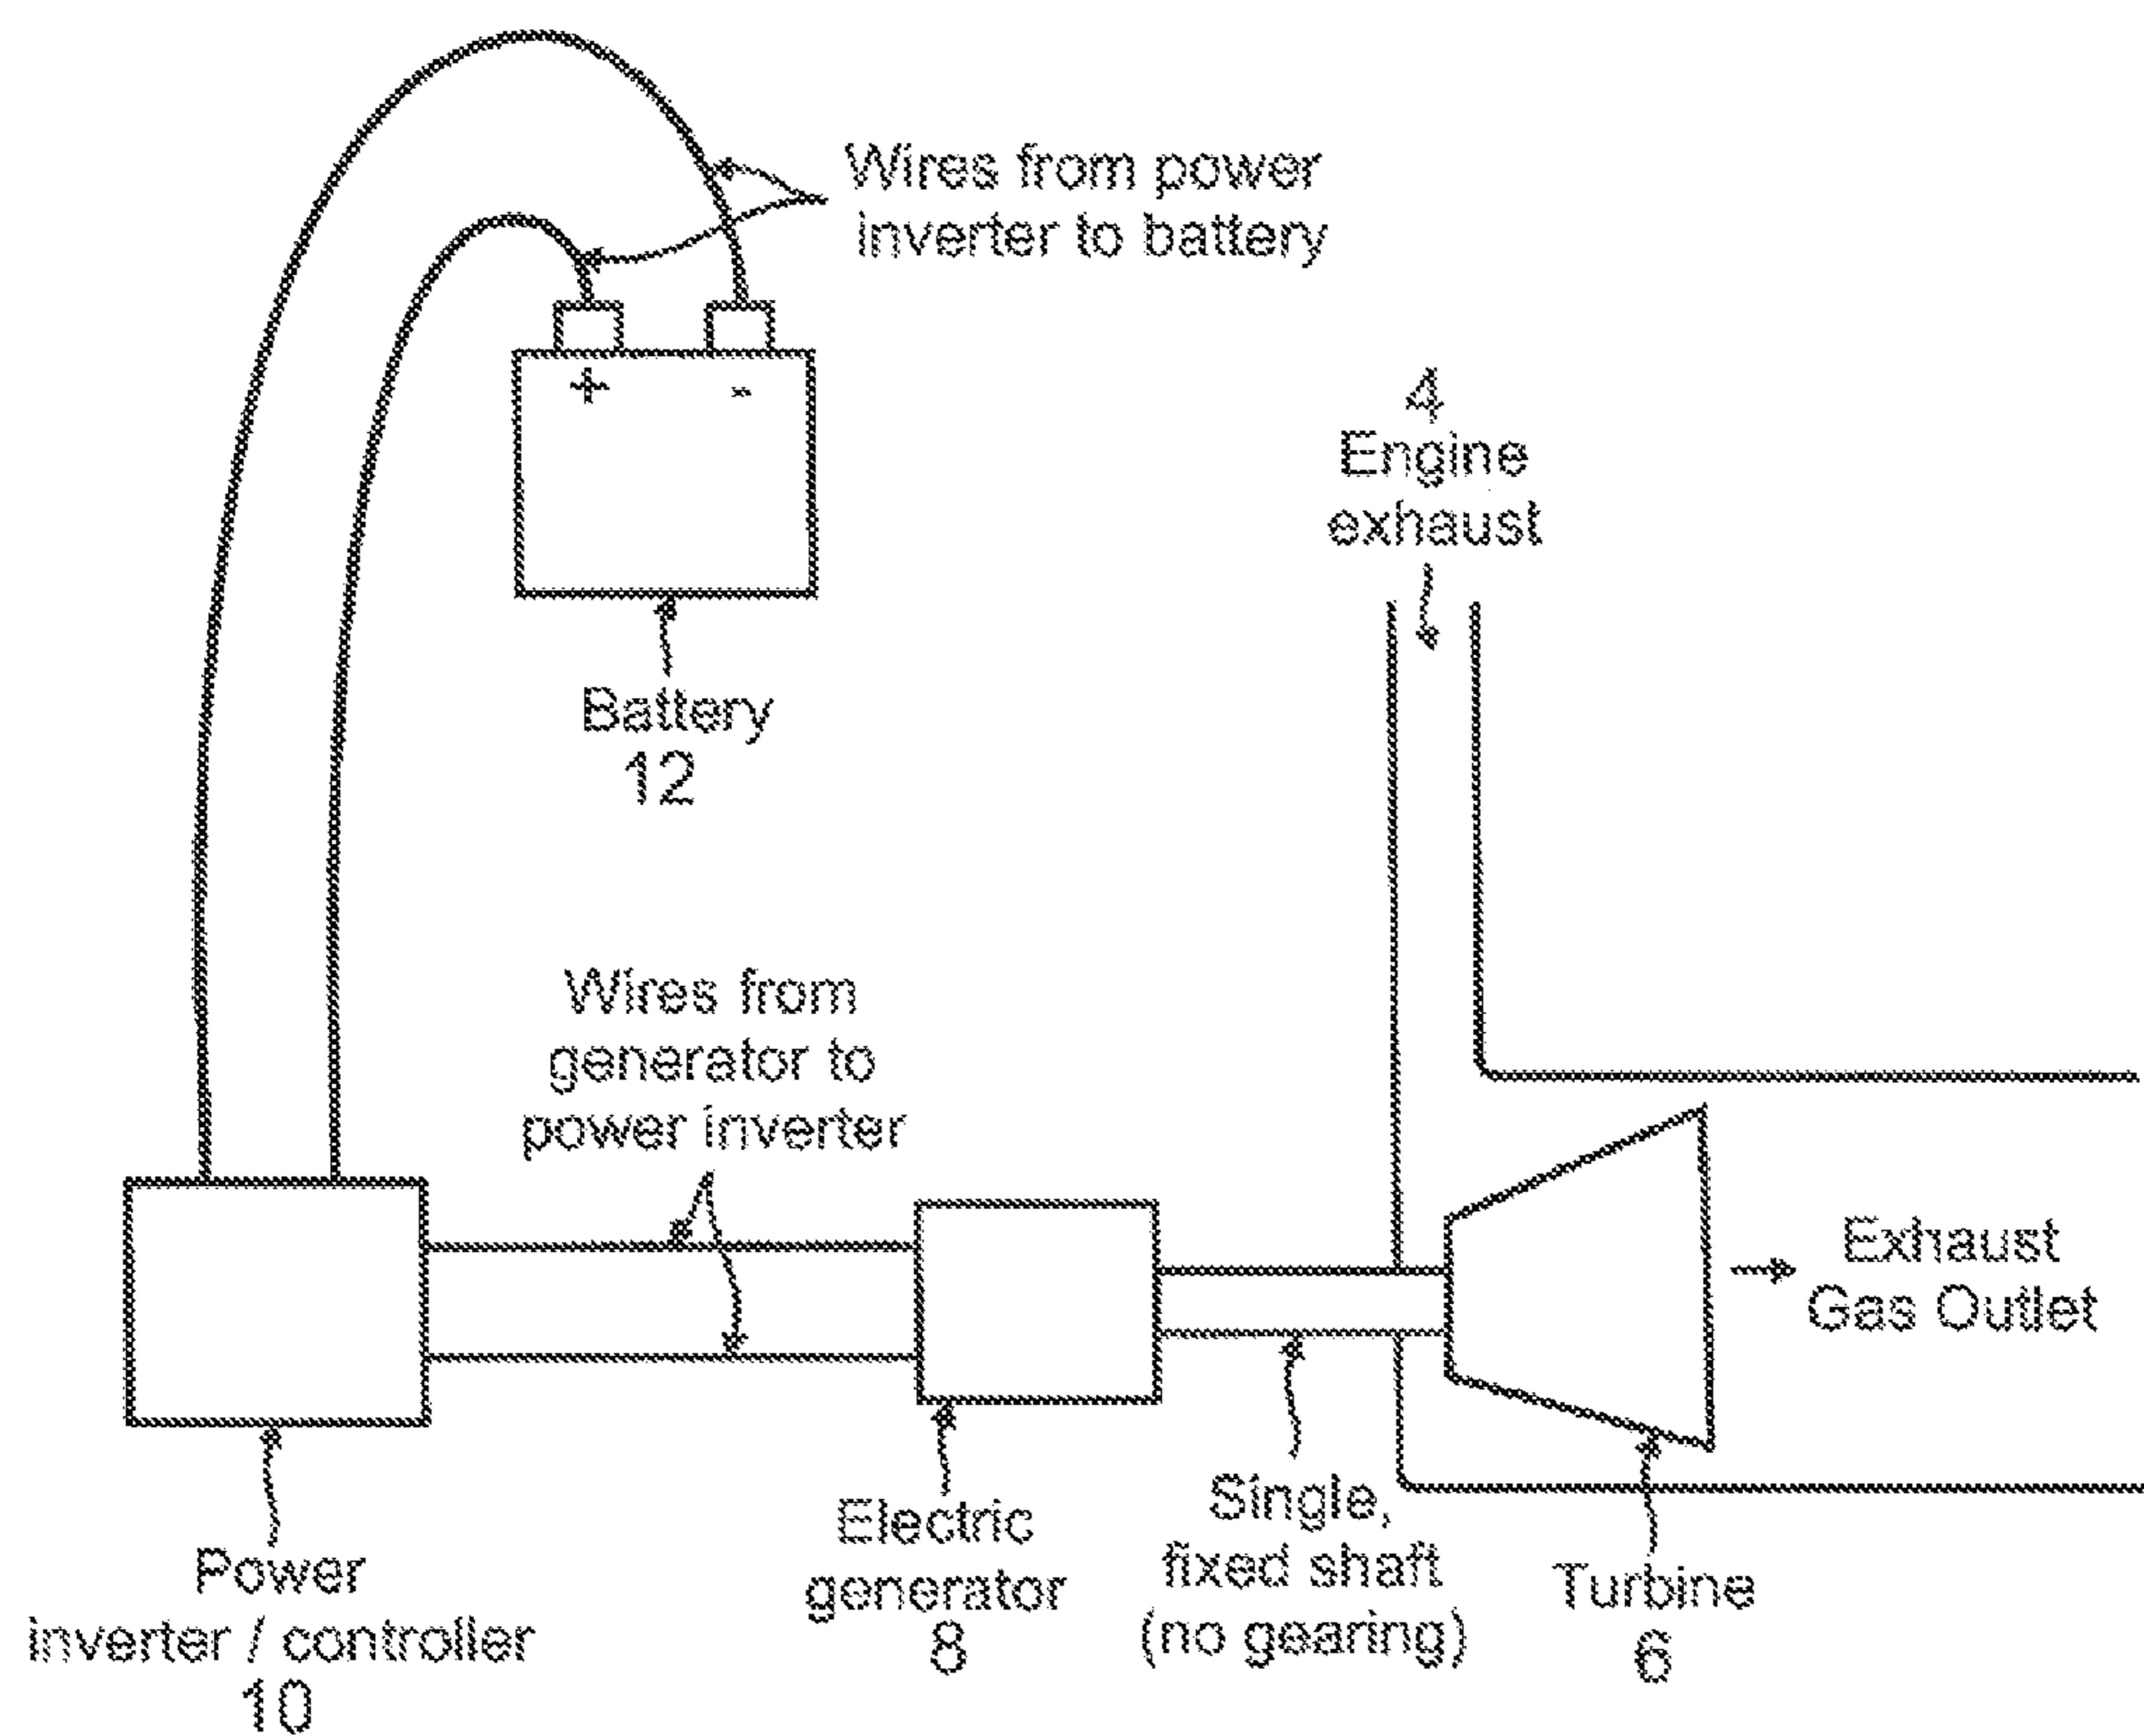 Wires from power
inverter to battery
+ -
4
Engine
exhaust
Battery
12
Wires from
generator to
power inverter
Exhaust
Gas Outlet
Power
inverter / controller
10
Electric
generator
8
Single,
fixed shaft
(no gearing)
Turbine
6